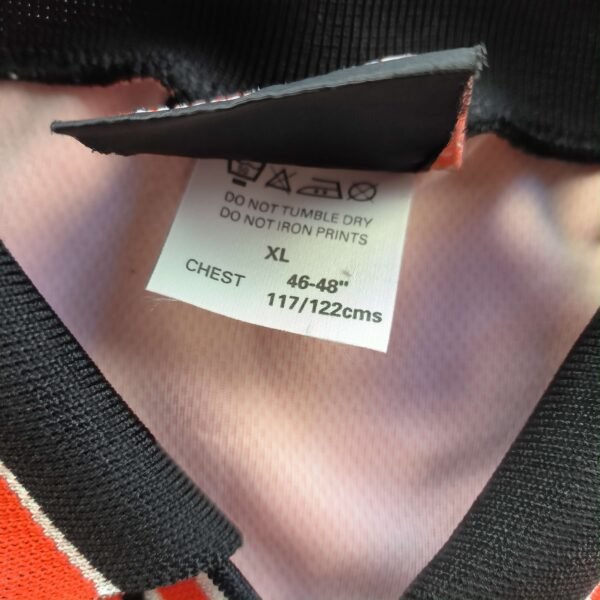 DO NOT TUMBLE DRY
DO NOT IRON PRINTS
XL
CHEST 46-48"
117/122cms